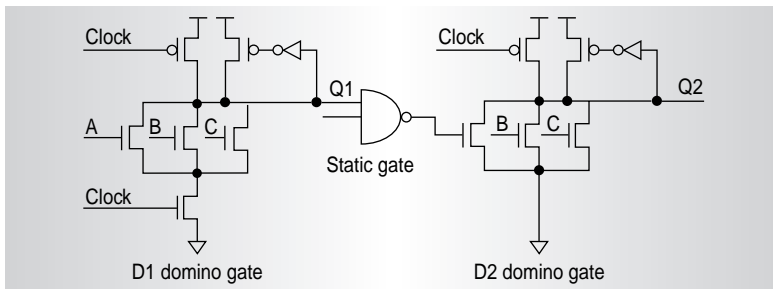 Clock
Clock
Q1
Q2
A
B
C
B
C
Static gate
Clock
D1 domino gate
D2 domino gate